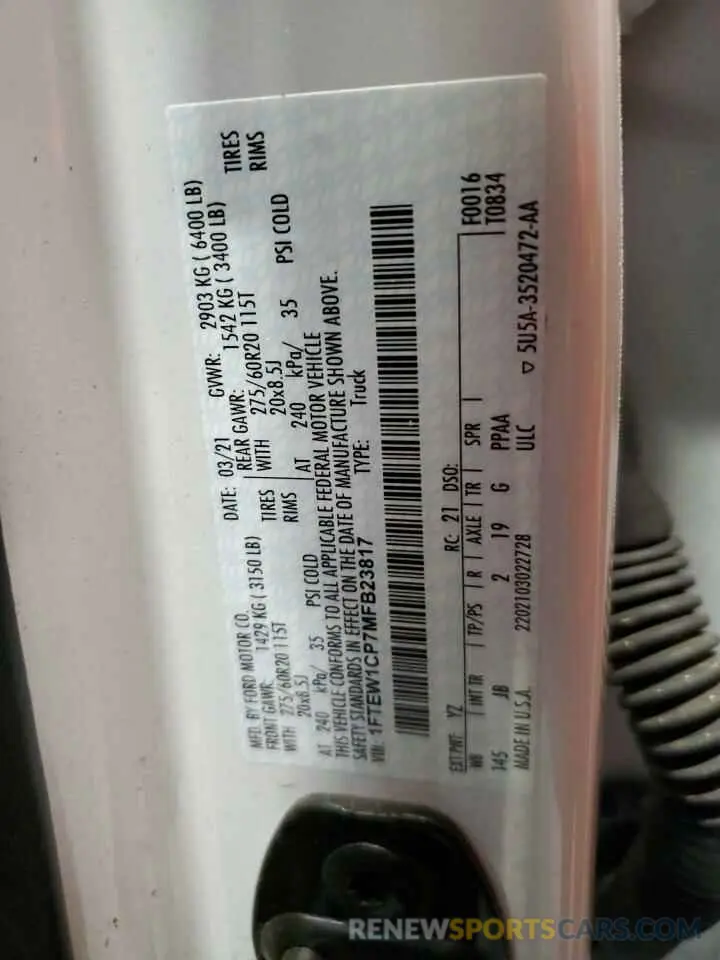 MFD. BY FORD MOTOR CO.
DATE: 03/21 GVWR: 2903 KG ( 6400 LB)
FRONT GAWR: 1429 KG ( 3150 LB)
REAR GAWR: 1542 KG ( 3400 LB)
WITH 275/60R20 115T TIRES
WITH 275/60R20 115T TIRES
20x8.5J RIMS
20x8.5J RIMS
AT 240 kPa/ 35 PSI COLD
AT 240 kPa/ 35 PSI COLD
THIS VEHICLE CONFORMS TO ALL APPLICABLE FEDERAL MOTOR VEHICLE
SAFETY STANDARDS IN EFFECT ON THE DATE OF MANUFACTURE SHOWN ABOVE.
VIN: 1FTEW1CP7MFB23817
TYPE: Truck
EXT PNT: YZ RC: 21 DSO: F0016
WB INT TR TP/PS R AXLE TR SPR T0834
145 JB 2 19 G PPAA
MADE IN U.S.A. 2202103022728 ULC ▽ 5U5A-3520472-AA
RENEWSPORTSCARS.COM